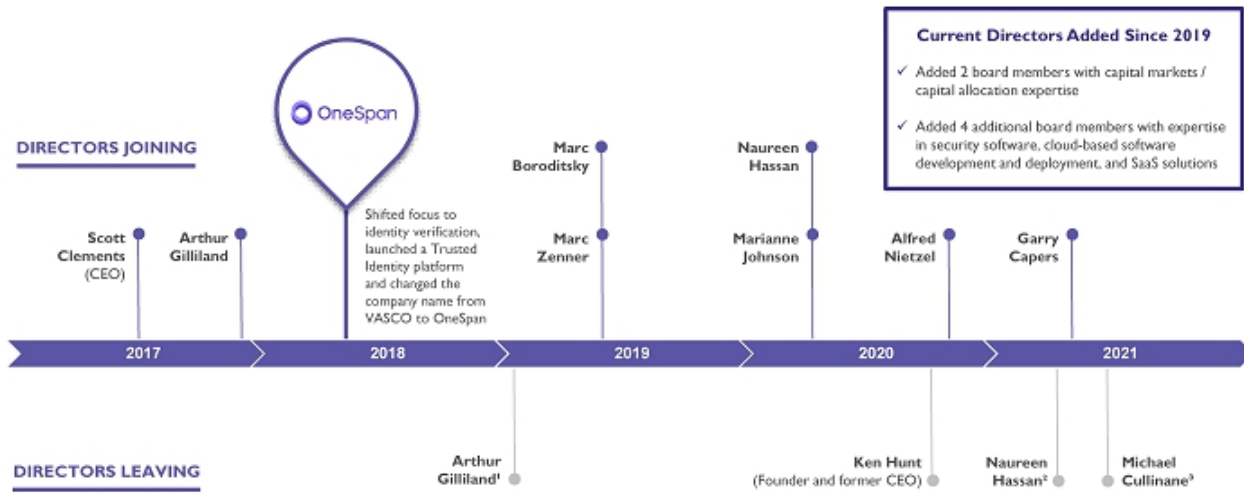 Current Directors Added Since 2019
✓ Added 2 board members with capital markets /
capital allocation expertise
✓ Added 4 additional board members with expertise
in security software, cloud-based software
development and deployment, and SaaS solutions
OneSpan
DIRECTORS JOINING
Marc
Boroditsky
Naureen
Hassan
Shifted focus to
identity verification,
launched a Trusted
Identity platform
and changed the
company name from
VASCO to OneSpan
Scott
Clements
(CEO)
Arthur
Gilliland
Marc
Zenner
Marianne
Johnson
Alfred
Nietzel
Garry
Capers
2017
2018
2019
2020
2021
DIRECTORS LEAVING
Arthur
Gilliland¹
Ken Hunt
(Founder and former CEO)
Naureen
Hassan²
Michael
Cullinane³